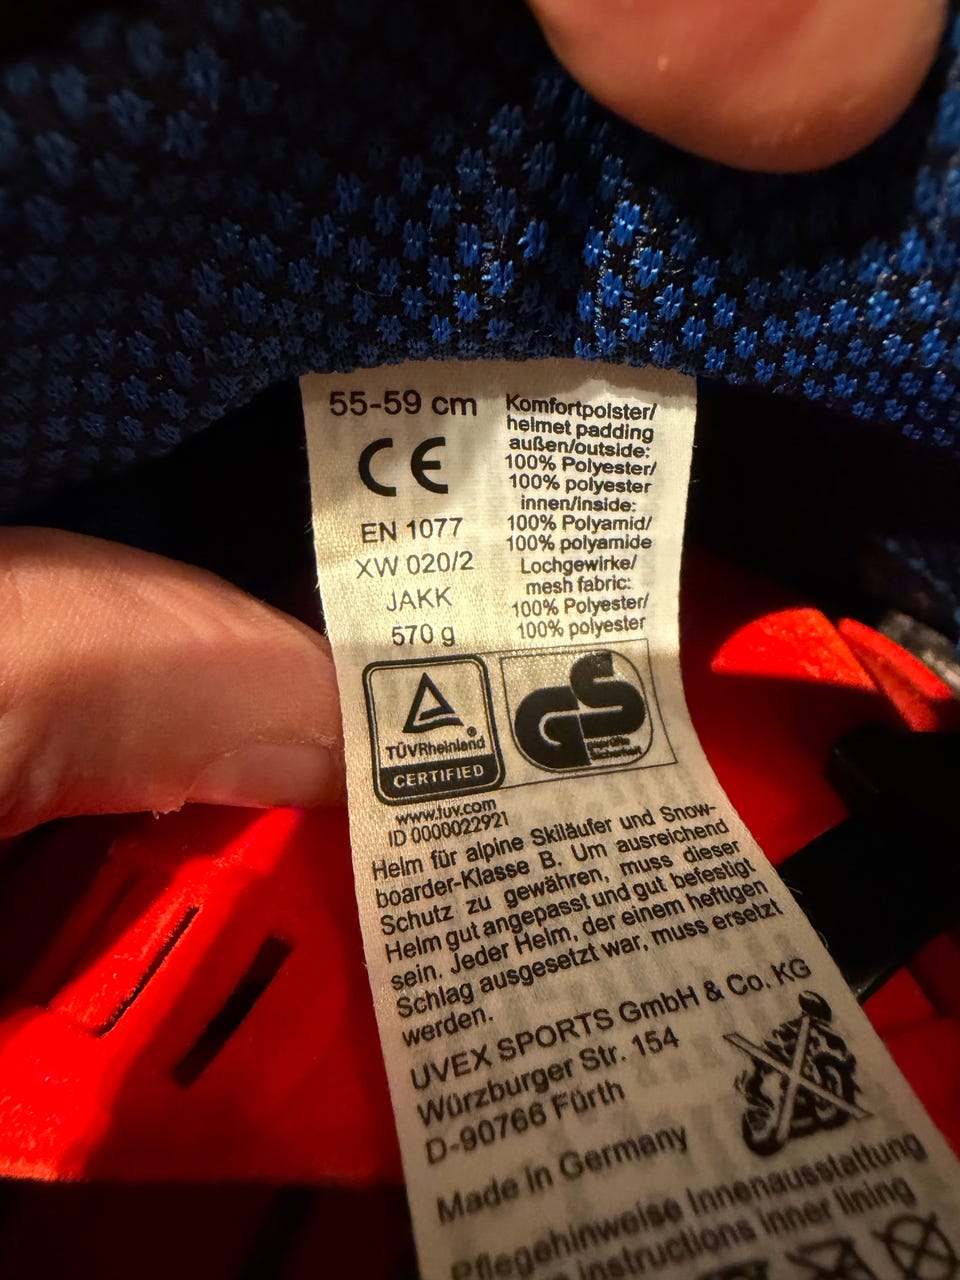 55-59 cm
CE
EN 1077
XW 020/2
JAKK
570 g
Komfortpolster/
helmet padding
außen/outside:
100% Polyester/
100% polyester
innen/inside:
100% Polyamid/
100% polyamide
Lochgewirke/
mesh fabric:
100% Polyester/
100% polyester
TÜVRheinland®
CERTIFIED
GS
geprüfte
Sicherheit
www.tuv.com
ID 0000022921
Helm für alpine Skiläufer und Snow-
boarder-Klasse B. Um ausreichend
Schutz zu gewähren, muss dieser
Helm gut angepasst und gut befestigt
sein. Jeder Helm, der einem heftigen
Schlag ausgesetzt war, muss ersetzt
werden.
UVEX SPORTS GmbH & Co. KG
Würzburger Str. 154
D-90766 Fürth
Made in Germany
Pflegehinweise Innenausstattung
instructions inner lining